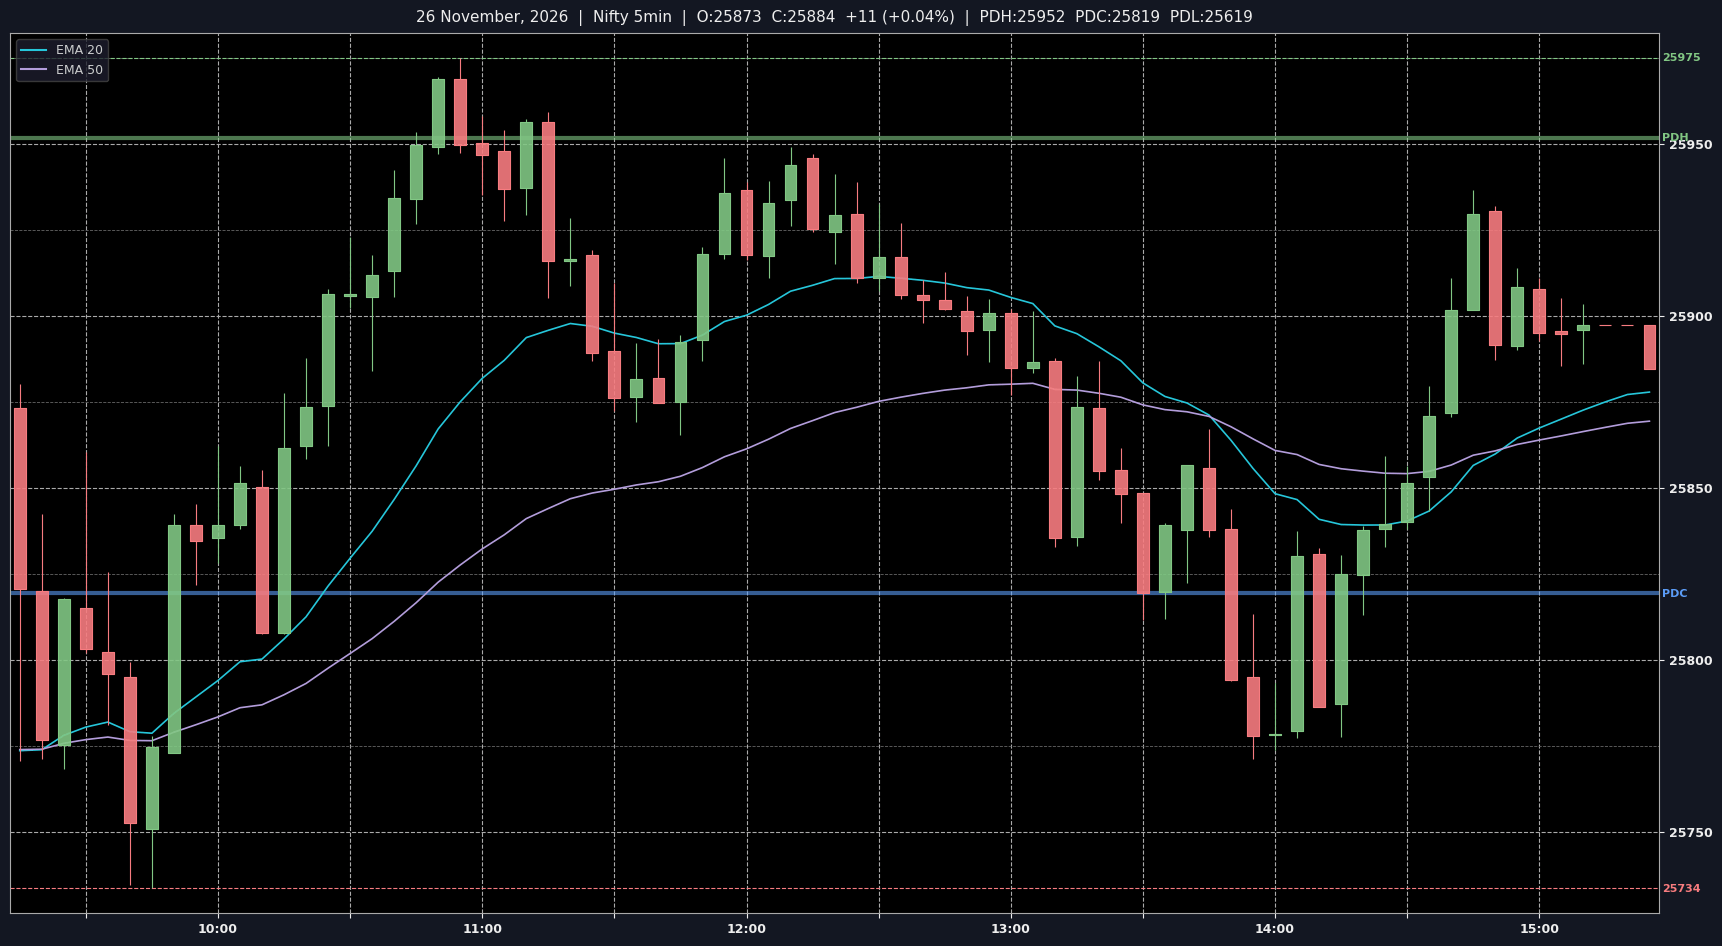 26 November, 2026 | Nifty 5min | O:25873 C:25884 +11 (+0.04%) | PDH:25952 PDC:25819 PDL:25619
EMA 20
EMA 50
25975
PDH
25950
25900
25850
PDC
25800
25750
25734
10:00 11:00 12:00 13:00 14:00 15:00